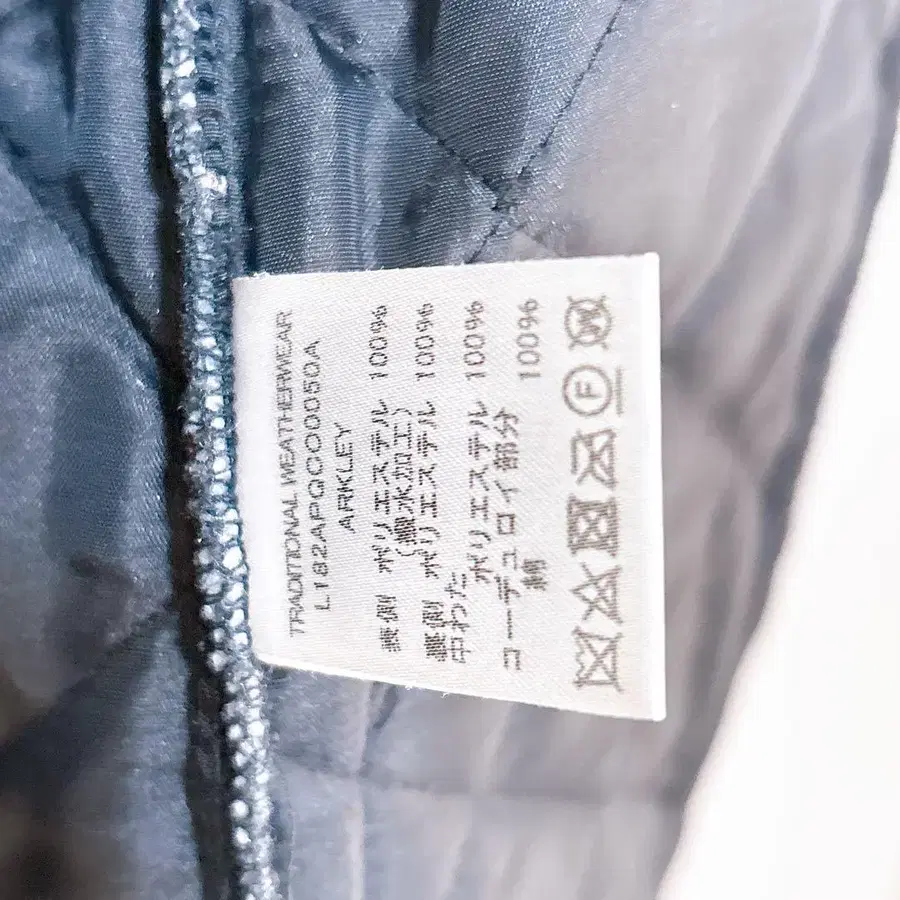 TRADITIONAL WEATHERWEAR
L182APQO0050A
ARKLEY
表側 ポリエステル 100%
(撥水加工)
裏側 ポリエステル 100%
中わた
ポリエステル 100%
コーデュロイ部分
綿 100%
F
W